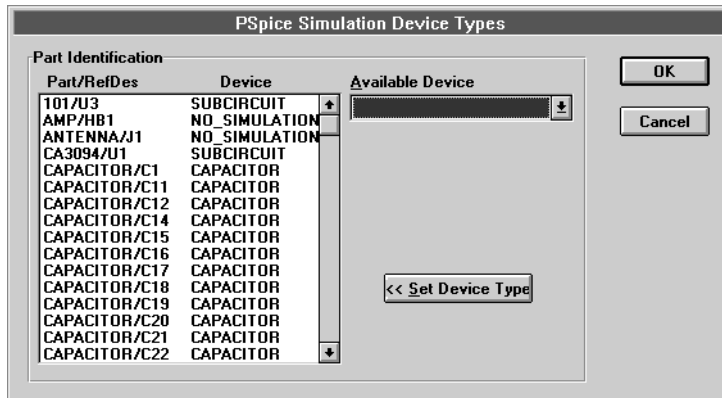 PSpice Simulation Device Types
Part Identification
Part/RefDes Device
101/U3 SUBCIRCUIT
AMP/HB1 NO_SIMULATION
ANTENNA/J1 NO_SIMULATION
CA3094/U1 SUBCIRCUIT
CAPACITOR/C1 CAPACITOR
CAPACITOR/C11 CAPACITOR
CAPACITOR/C12 CAPACITOR
CAPACITOR/C14 CAPACITOR
CAPACITOR/C15 CAPACITOR
CAPACITOR/C16 CAPACITOR
CAPACITOR/C17 CAPACITOR
CAPACITOR/C18 CAPACITOR
CAPACITOR/C19 CAPACITOR
CAPACITOR/C20 CAPACITOR
CAPACITOR/C21 CAPACITOR
CAPACITOR/C22 CAPACITOR
Available Device
<< Set Device Type
OK
Cancel